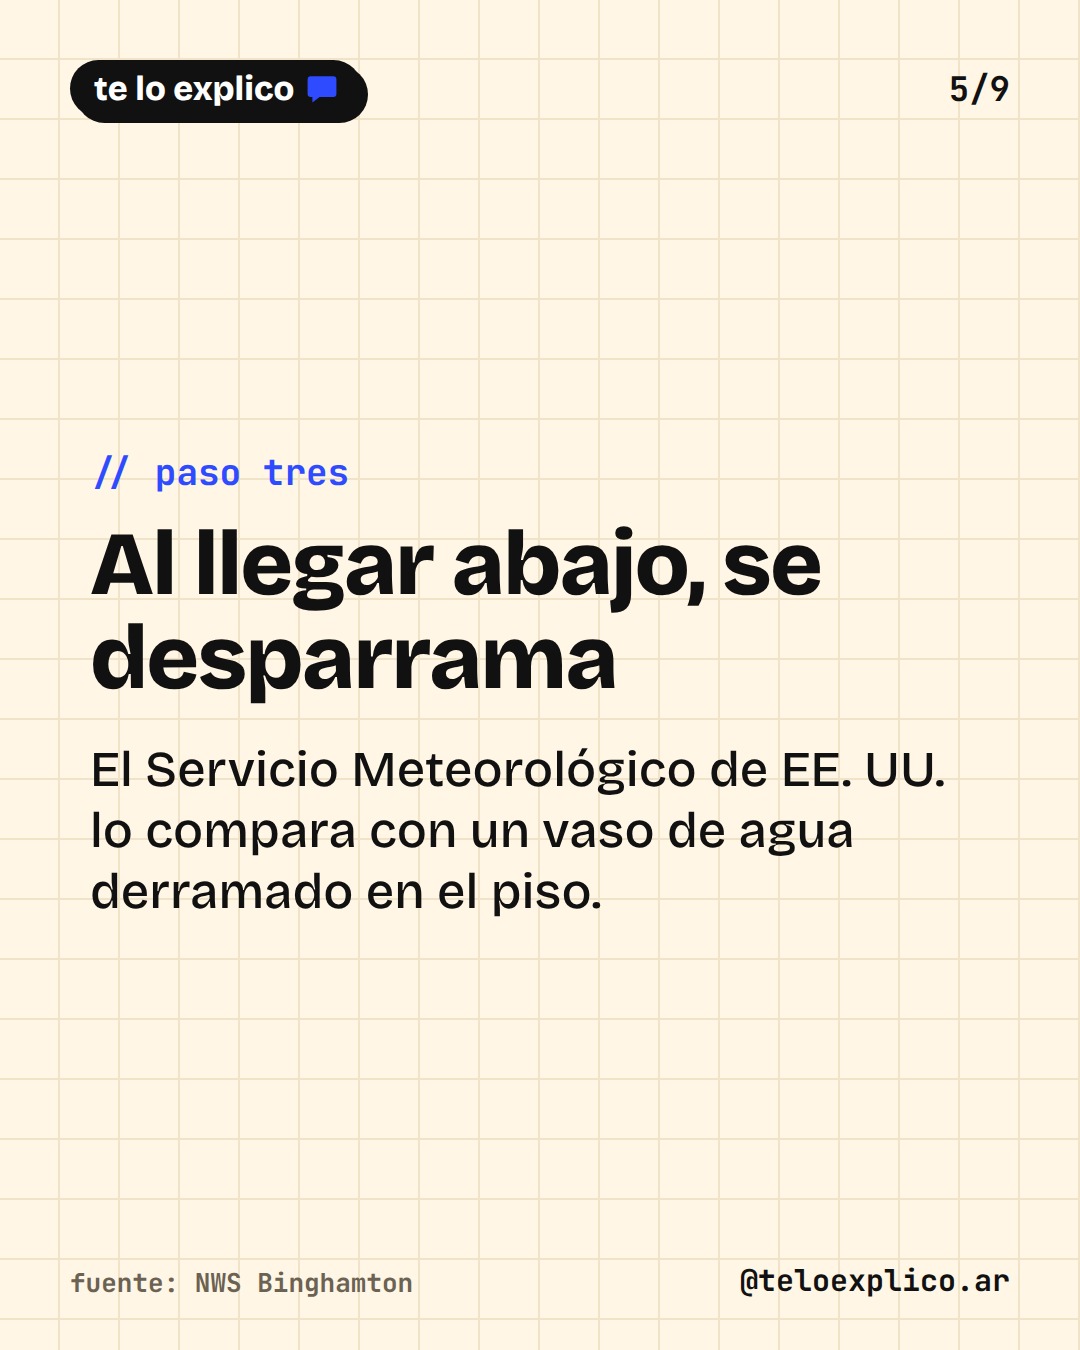 te lo explico
5/9
// paso tres
Al llegar abajo, se
desparrama
El Servicio Meteorológico de EE. UU.
lo compara con un vaso de agua
derramado en el piso.
fuente: NWS Binghamton
@teloexplico.ar